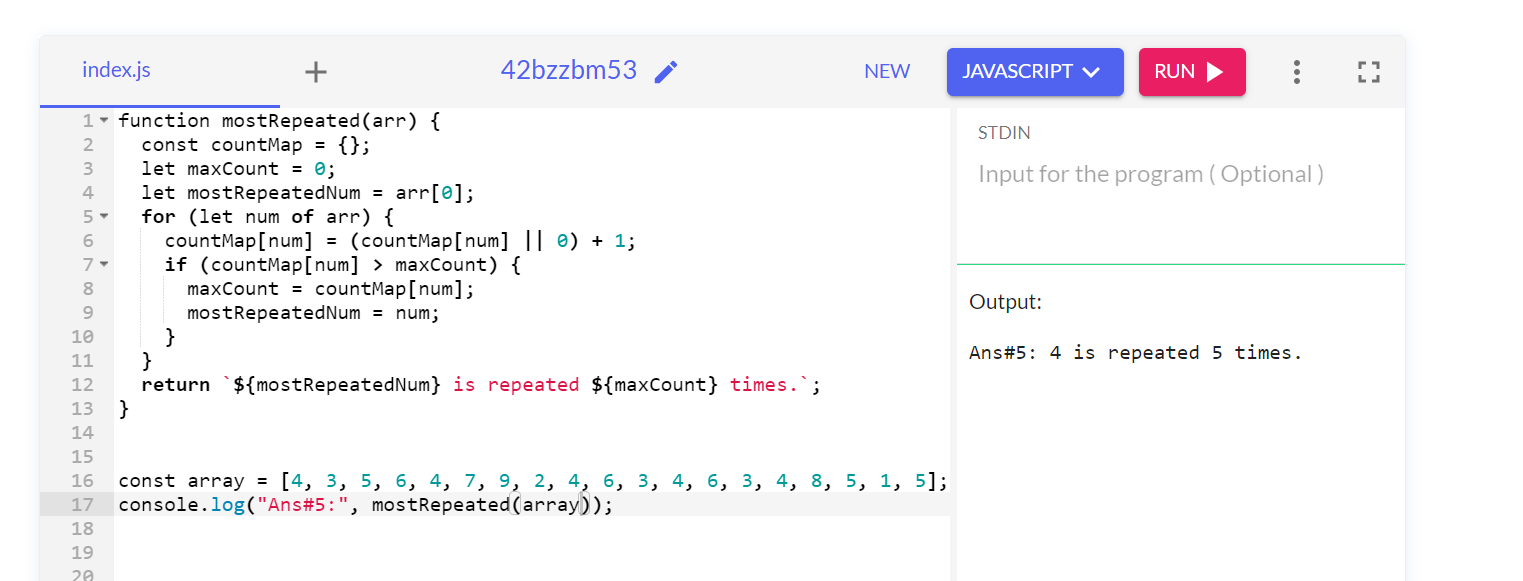 index.js + 42bzzbm53 NEW JAVASCRIPT RUN
1 function mostRepeated(arr) {
2 const countMap = {};
3 let maxCount = 0;
4 let mostRepeatedNum = arr[0];
5 for (let num of arr) {
6 countMap[num] = (countMap[num] || 0) + 1;
7 if (countMap[num] > maxCount) {
8 maxCount = countMap[num];
9 mostRepeatedNum = num;
10 }
11 }
12 return `${mostRepeatedNum} is repeated ${maxCount} times.`;
13 }
14
15
16 const array = [4, 3, 5, 6, 4, 7, 9, 2, 4, 6, 3, 4, 6, 3, 4, 8, 5, 1, 5];
17 console.log("Ans#5:", mostRepeated(array));
18
19
20
STDIN
Input for the program ( Optional )
Output:
Ans#5: 4 is repeated 5 times.